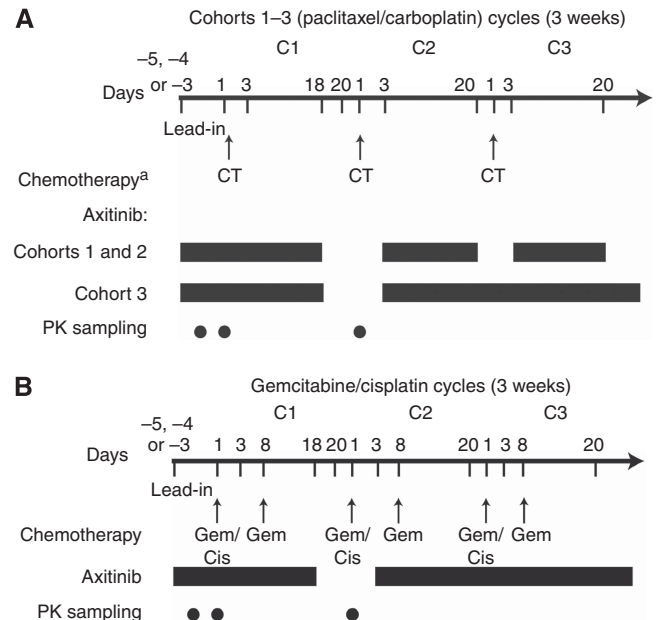 A
Cohorts 1–3 (paclitaxel/carboplatin) cycles (3 weeks)
C1 C2 C3
–5, –4
Days or –3 1 3 18 20 1 3 20 1 3 20
Lead-in
Chemotherapya CT CT CT
Axitinib:
Cohorts 1 and 2
Cohort 3
PK sampling
B
Gemcitabine/cisplatin cycles (3 weeks)
C1 C2 C3
–5, –4
Days or –3 1 3 8 18 20 1 3 8 20 1 3 8 20
Lead-in
Chemotherapy Gem/ Gem Gem/ Gem Gem/ Gem
Cis Cis Cis
Axitinib
PK sampling